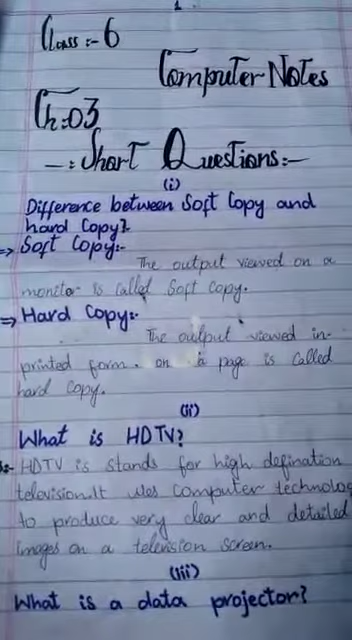 1
Class :- 6
Computer Notes
Ch:03
-: Short Questions:-
(i)
Difference between Soft Copy and
hard Copy?
=> Soft Copy:-
The output viewed on a
monitor is called Soft Copy.
=> Hard Copy:-
The output viewed in
printed form. on a page is called
hard Copy.
(ii)
What is HDTV?
HDTV is stands for high defination
television.It uses computer technolog
to produce very clear and detailed
images on a television screen.
(iii)
What is a data projector?